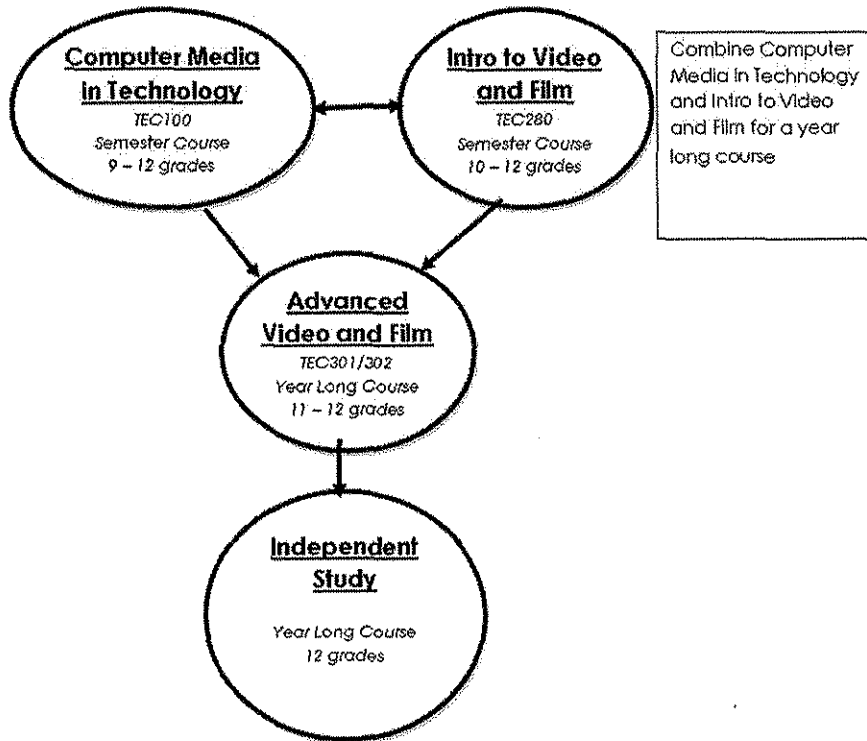 Computer Media
in Technology
TEC100
Semester Course
9 – 12 grades
Intro to Video
and Film
TEC280
Semester Course
10 – 12 grades
Combine Computer
Media in Technology
and Intro to Video
and Film for a year
long course
Advanced
Video and Film
TEC301/302
Year Long Course
11 – 12 grades
Independent
Study
Year Long Course
12 grades